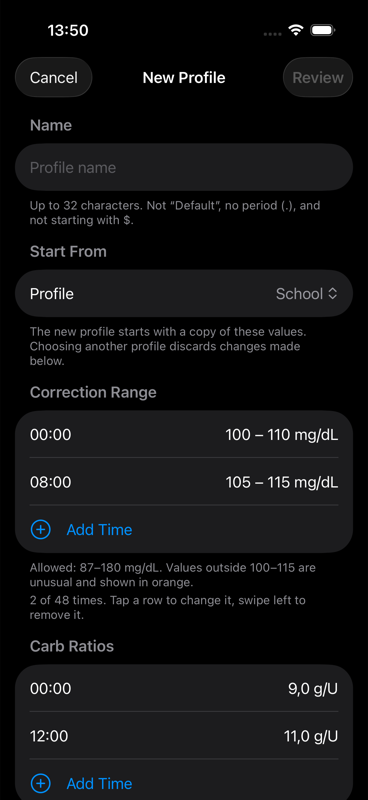 13:50
Cancel
New Profile
Review
Name
Profile name
Up to 32 characters. Not “Default”, no period (.), and
not starting with $.
Start From
Profile
School
The new profile starts with a copy of these values.
Choosing another profile discards changes made
below.
Correction Range
00:00
100 – 110 mg/dL
08:00
105 – 115 mg/dL
Add Time
Allowed: 87–180 mg/dL. Values outside 100–115 are
unusual and shown in orange.
2 of 48 times. Tap a row to change it, swipe left to
remove it.
Carb Ratios
00:00
9,0 g/U
12:00
11,0 g/U
Add Time